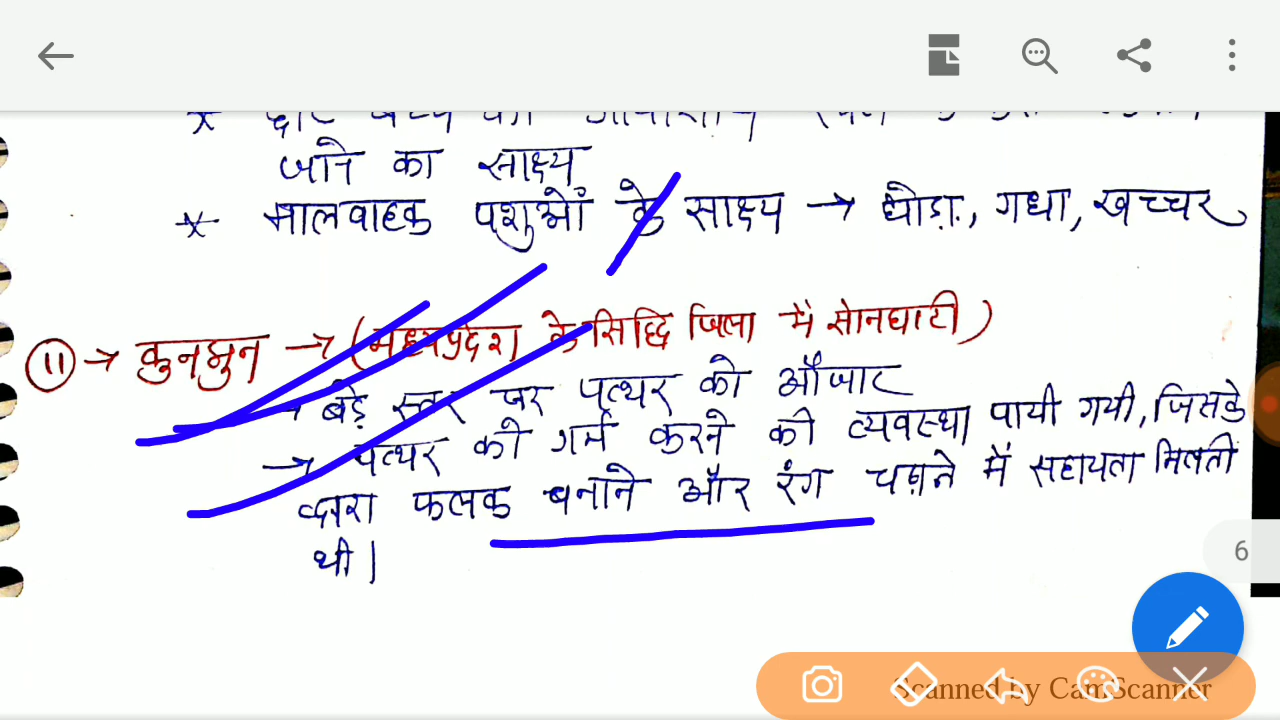 जाने का साक्ष्य
* मालवाहक पशुओं के साक्ष्य → घोड़ा, गधा, खच्चर
11 → कुनझुन → (मध्यप्रदेश के सिद्धि जिला में सोनघाटी)
→ बड़े स्तर पर पत्थर की औजार
→ पत्थर को गर्म करने की व्यवस्था पायी गयी, जिसके
द्वारा फलक बनाने और रंग चढ़ाने में सहायता मिलती
थी।
6
Scanned by CamScanner